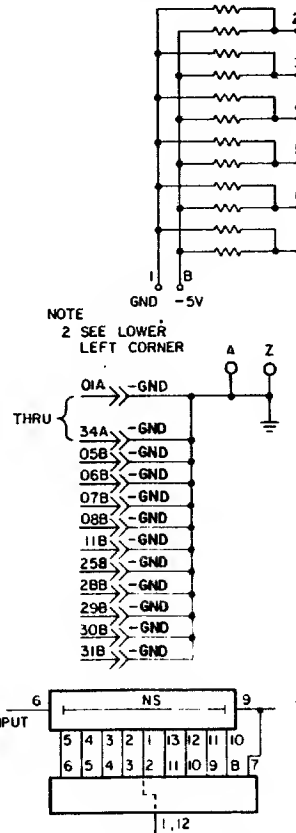 2
3
5
1 B
GND -5V
NOTE
2 SEE LOWER
LEFT CORNER
A Z
01A -GND
THRU
34A -GND
05B -GND
06B -GND
07B -GND
08B -GND
11B -GND
25B -GND
28B -GND
29B -GND
30B -GND
31B -GND
6 NS 9
PUT
5 4 3 2 1 13 12 11 10
6 5 4 3 2 11 10 9 8 7
1,12